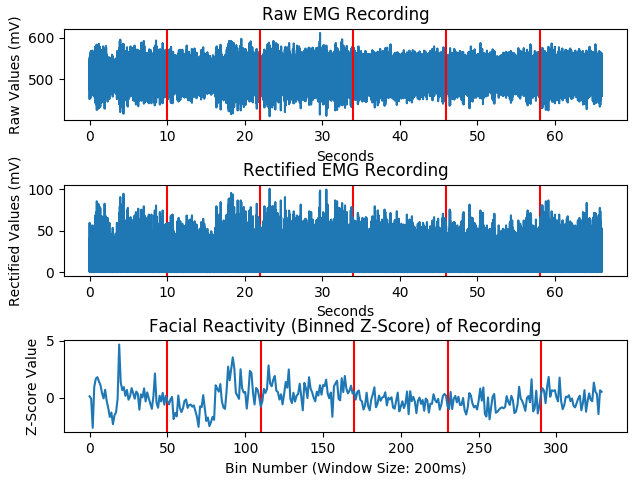 Raw EMG Recording
Raw Values (mV)
600
500
0 10 20 30 40 50 60
Seconds
Rectified EMG Recording
Rectified Values (mV)
100
50
0
0 10 20 30 40 50 60
Seconds
Facial Reactivity (Binned Z-Score) of Recording
Z-Score Value
5
0
0 50 100 150 200 250 300
Bin Number (Window Size: 200ms)